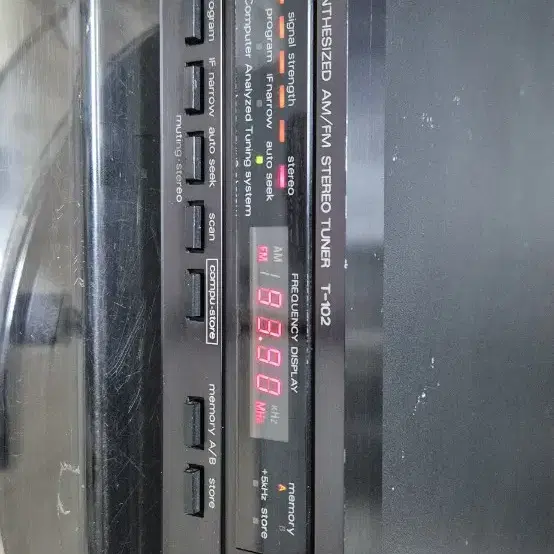 NTHESIZED AM/FM STEREO TUNER T-102
signal strength stereo FREQUENCY DISPLAY memory
program IF narrow auto seek
AM kHz
FM 88.80 MHz
β
+5kHz store
Computer Analyzed Tuning system
rogram IF narrow auto seek scan compu-store memory A/B store
muting·stereo